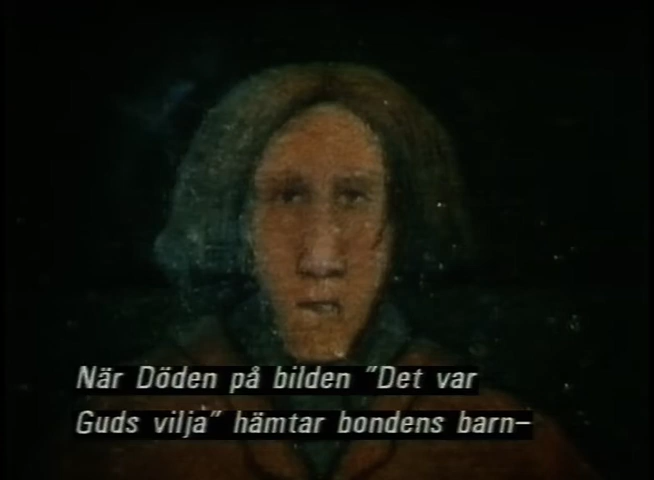 När Döden på bilden "Det var
Guds vilja" hämtar bondens barn–